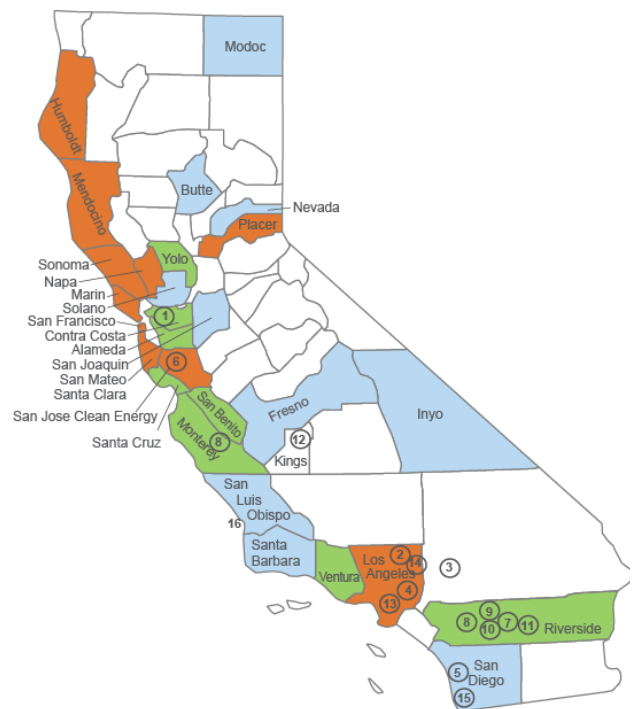 Modoc
Humboldt
Mendocino
Butte
Nevada
Placer
Sonoma
Yolo
Napa
Marin
Solano
San Francisco
1
Contra Costa
Alameda
San Joaquin
6
San Mateo
Santa Clara
San Jose Clean Energy
Santa Cruz
San Benito
Monterey
8
Fresno
Inyo
12
Kings
San
Luis
Obispo
16
Santa
Barbara
Ventura
Los
Angeles
2
14
3
4
13
9
8
10
7
11
Riverside
5
San
Diego
15